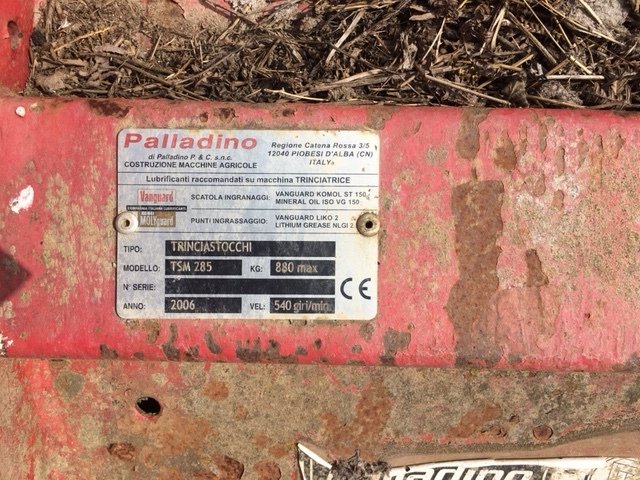 Palladino
di Palladino P. & C. s.n.c.
COSTRUZIONE MACCHINE AGRICOLE
Regione Catena Rossa 3/5
12040 PIOBESI D'ALBA (CN)
ITALY
Lubrificanti raccomandati su macchina TRINCIATRICE
Vanguard
SCATOLA INGRANAGGI:
VANGUARD KOMOL ST 150
MINERAL OIL ISO VG 150
MOLYguard
PUNTI INGRASSAGGIO:
VANGUARD LIKO 2
LITHIUM GREASE NLGI 2
TIPO: TRINCIASTOCCHI
MODELLO: TSM 285 KG: 880 max
N° SERIE:
ANNO: 2006 VEL: 540 giri/min.
CE
Palladino